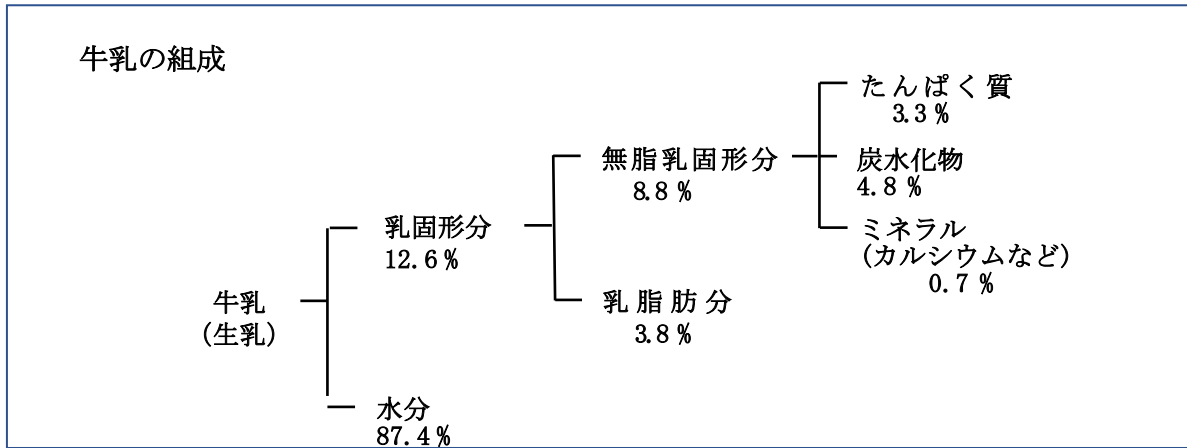 牛乳の組成
たんぱく質
3.3%
無脂乳固形分
8.8%
炭水化物
4.8%
乳固形分
12.6%
ミネラル
(カルシウムなど)
0.7%
牛乳
(生乳)
乳脂肪分
3.8%
水分
87.4%